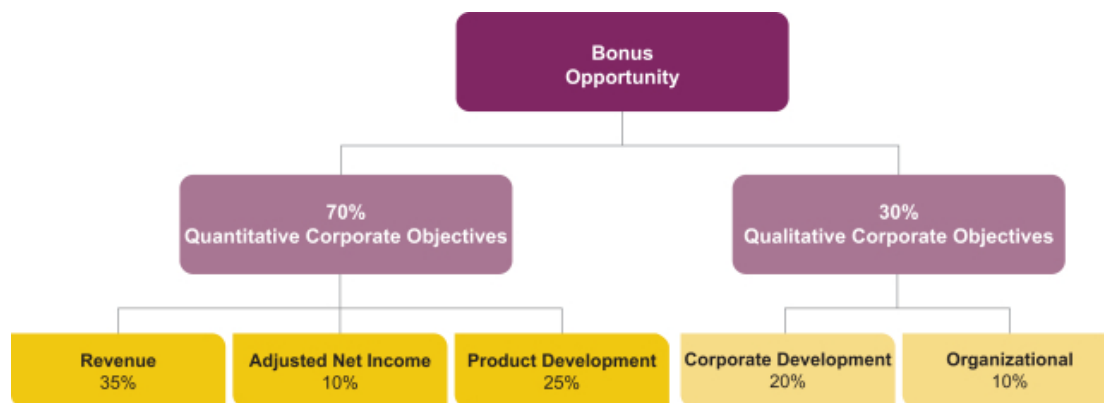 Bonus
Opportunity
70%
Quantitative Corporate Objectives
30%
Qualitative Corporate Objectives
Revenue
35%
Adjusted Net Income
10%
Product Development
25%
Corporate Development
20%
Organizational
10%